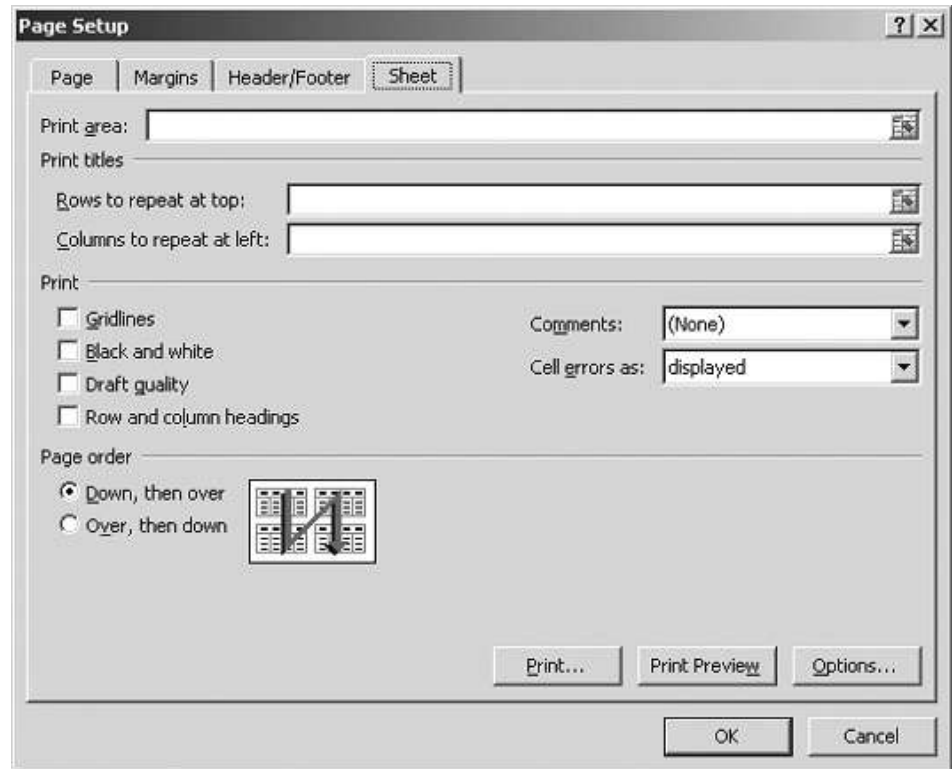 Page Setup ? X
Page Margins Header/Footer Sheet
Print area:
Print titles
Rows to repeat at top:
Columns to repeat at left:
Print
Gridlines
Comments: (None)
Black and white
Cell errors as: displayed
Draft quality
Row and column headings
Page order
Down, then over
Over, then down
Print... Print Preview Options...
OK Cancel